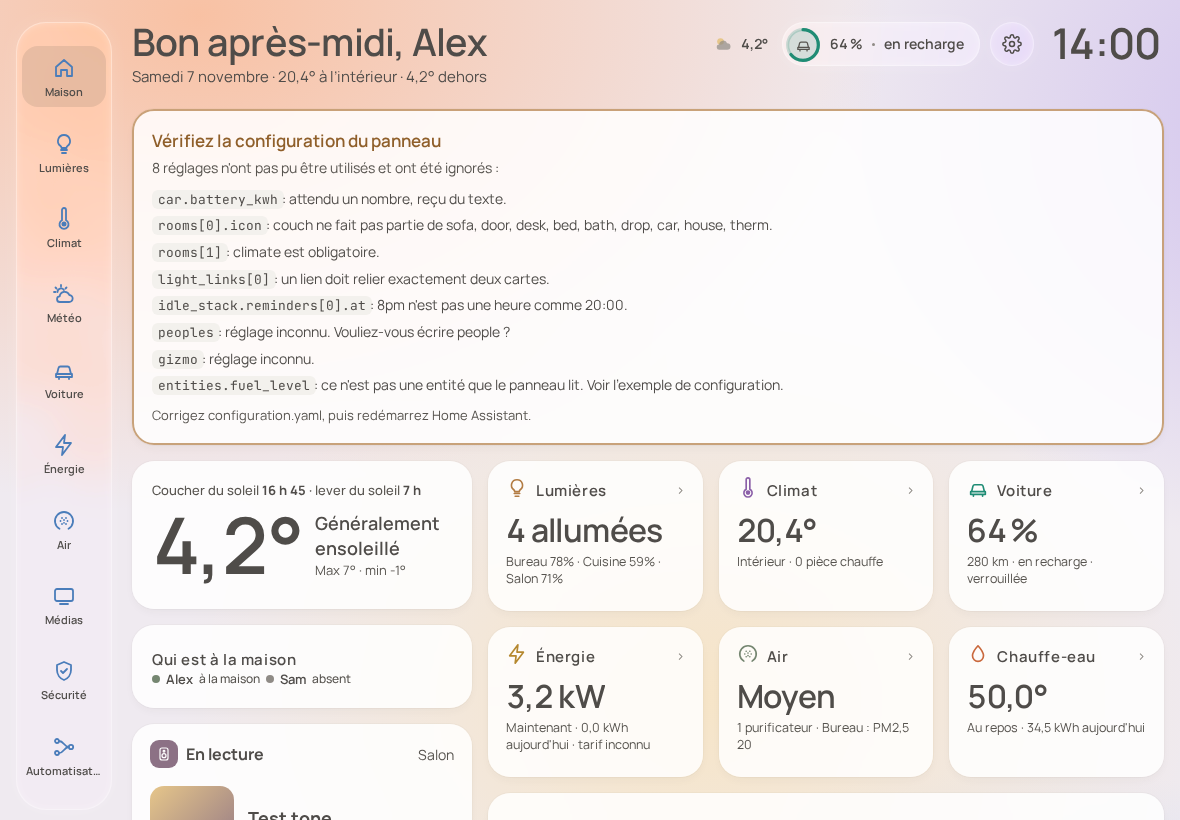 Bon après-midi, Alex
Samedi 7 novembre · 20,4° à l'intérieur · 4,2° dehors
4,2°
64 % • en recharge
14:00
Maison
Lumières
Climat
Météo
Voiture
Énergie
Air
Médias
Sécurité
Automatisat…
Vérifiez la configuration du panneau
8 réglages n'ont pas pu être utilisés et ont été ignorés :
car.battery_kwh : attendu un nombre, reçu du texte.
rooms[0].icon : couch ne fait pas partie de sofa, door, desk, bed, bath, drop, car, house, therm.
rooms[1] : climate est obligatoire.
light_links[0] : un lien doit relier exactement deux cartes.
idle_stack.reminders[0].at : 8pm n'est pas une heure comme 20:00.
peoples : réglage inconnu. Vouliez-vous écrire people ?
gizmo : réglage inconnu.
entities.fuel_level : ce n'est pas une entité que le panneau lit. Voir l'exemple de configuration.
Corrigez configuration.yaml, puis redémarrez Home Assistant.
Coucher du soleil 16 h 45 · lever du soleil 7 h
4,2°
Généralement
ensoleillé
Max 7° · min -1°
Lumières
4 allumées
Bureau 78% · Cuisine 59% ·
Salon 71%
Climat
20,4°
Intérieur · 0 pièce chauffe
Voiture
64 %
280 km · en recharge ·
verrouillée
Qui est à la maison
Alex à la maison Sam absent
Énergie
3,2 kW
Maintenant · 0,0 kWh
aujourd'hui · tarif inconnu
Air
Moyen
1 purificateur · Bureau : PM2,5
20
Chauffe-eau
50,0°
Au repos · 34,5 kWh aujourd'hui
En lecture
Salon
Test tone